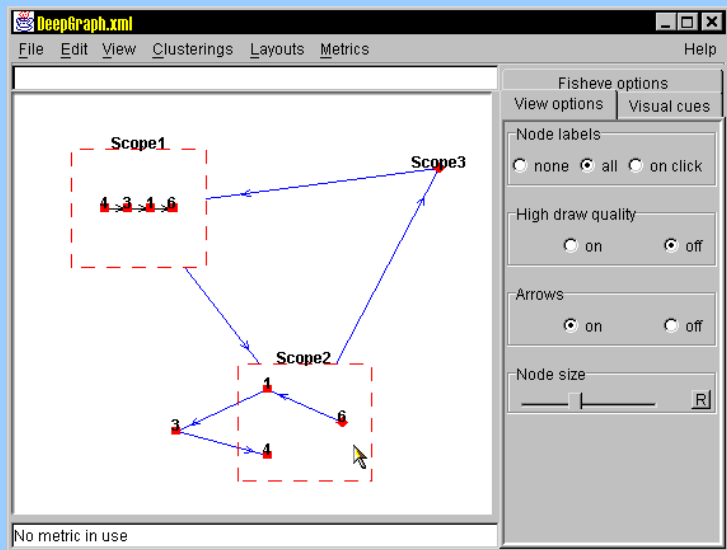 DeepGraph.xml
File Edit View Clusterings Layouts Metrics Help
Fisheye options
View options Visual cues
Node labels
none all on click
High draw quality
on off
Arrows
on off
Node size
R
Scope1
4 3 1 6
Scope3
Scope2
1
6
3
4
No metric in use